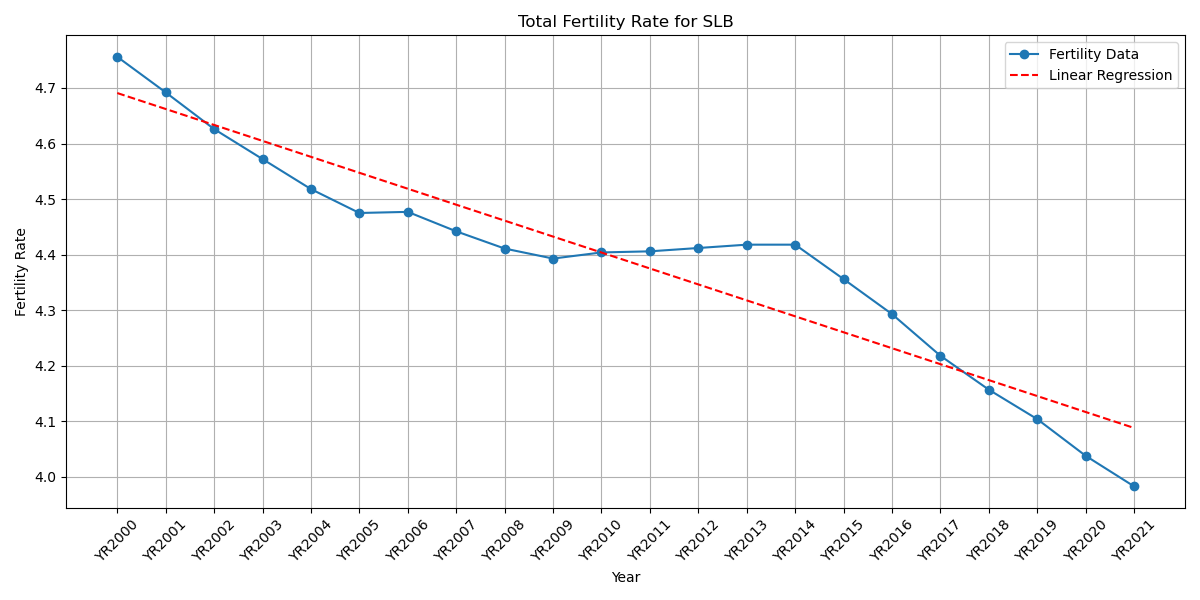 Total Fertility Rate for SLB
Fertility Data
Linear Regression
Fertility Rate
4.7
4.6
4.5
4.4
4.3
4.2
4.1
4.0
YR2000
YR2001
YR2002
YR2003
YR2004
YR2005
YR2006
YR2007
YR2008
YR2009
YR2010
YR2011
YR2012
YR2013
YR2014
YR2015
YR2016
YR2017
YR2018
YR2019
YR2020
YR2021
Year